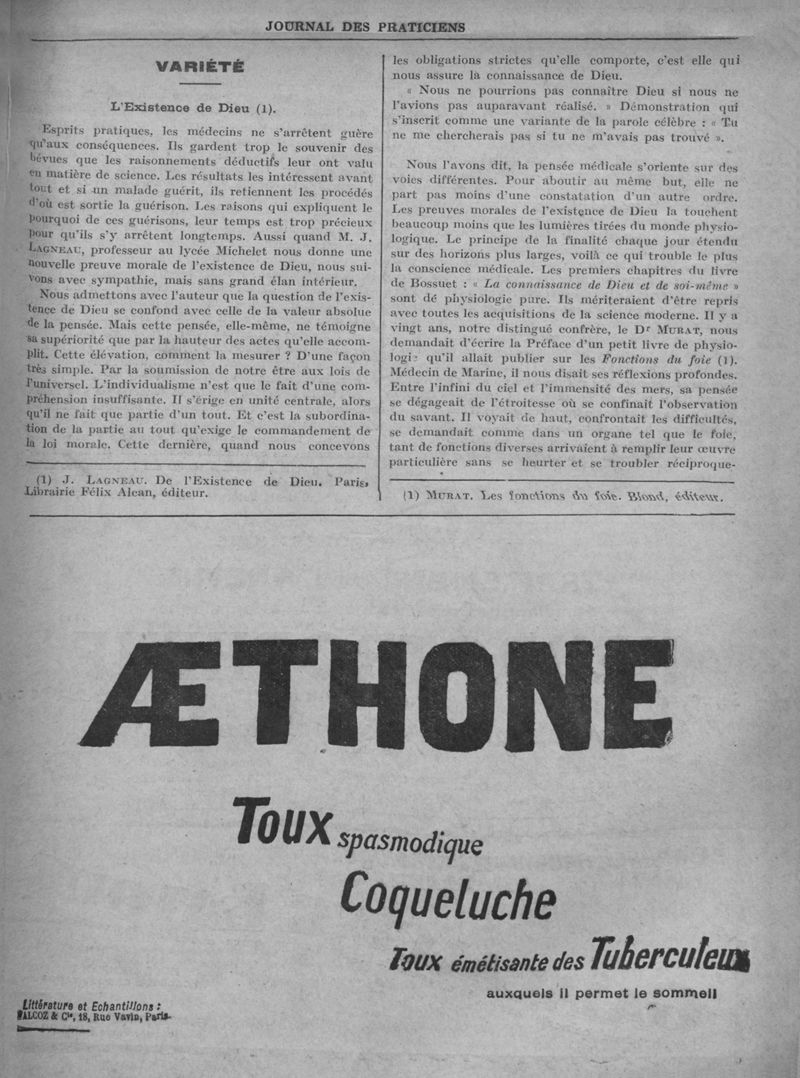 JOURNAL DES PRATICIENS
VARIÉTÉ
L'Existence de Dieu (1).
Esprits pratiques, les médecins ne s'arrêtent guère
qu'aux conséquences. Ils gardent trop le souvenir des
bévues que les raisonnements déductifs leur ont valu
en matière de science. Les résultats les intéressent avant
tout et si un malade guérit, ils retiennent les procédés
d'où est sortie la guérison. Les raisons qui expliquent le
pourquoi de ces guérisons, leur temps est trop précieux
pour qu'ils s'y arrêtent longtemps. Aussi quand M. J.
LAGNEAU, professeur au lycée Michelet nous donne une
nouvelle preuve morale de l'existence de Dieu, nous sui-
vons avec sympathie, mais sans grand élan intérieur.
Nous admettons avec l'auteur que la question de l'exis-
tence de Dieu se confond avec celle de la valeur absolue
de la pensée. Mais cette pensée, elle-même, ne témoigne
sa supériorité que par la hauteur des actes qu'elle accom-
plit. Cette élévation, comment la mesurer ? D'une façon
très simple. Par la soumission de notre être aux lois de
l'universel. L'individualisme n'est que le fait d'une com-
préhension insuffisante. Il s'érige en unité centrale, alors
qu'il ne fait que partie d'un tout. Et c'est la subordina-
tion de la partie au tout qu'exige le commandement de
la loi morale. Cette dernière, quand nous concevons
(1) J. LAGNEAU. De l'Existence de Dieu. Paris,
Librairie Félix Alcan, éditeur.
les obligations strictes qu'elle comporte, c'est elle qui
nous assure la connaissance de Dieu.
« Nous ne pourrions pas connaître Dieu si nous ne
l'avions pas auparavant réalisé. » Démonstration qui
s'inscrit comme une variante de la parole célèbre : « Tu
ne me chercherais pas si tu ne m'avais pas trouvé ».
Nous l'avons dit, la pensée médicale s'oriente sur des
voies différentes. Pour aboutir au même but, elle ne
part pas moins d'une constatation d'un autre ordre.
Les preuves morales de l'existence de Dieu la touchent
beaucoup moins que les lumières tirées du monde physio-
logique. Le principe de la finalité chaque jour étendu
sur des horizons plus larges, voilà ce qui trouble le plus
la conscience médicale. Les premiers chapitres du livre
de Bossuet : « La connaissance de Dieu et de soi-même »
sont de physiologie pure. Ils mériteraient d'être repris
avec toutes les acquisitions de la science moderne. Il y a
vingt ans, notre distingué confrère, le Dr MURAT, nous
demandait d'écrire la Préface d'un petit livre de physio-
logie qu'il allait publier sur les Fonctions du foie (1).
Médecin de Marine, il nous disait ses réflexions profondes.
Entre l'infini du ciel et l'immensité des mers, sa pensée
se dégageait de l'étroitesse où se confinait l'observation
du savant. Il voyait de haut, confrontait les difficultés,
se demandait comme dans un organe tel que le foie,
tant de fonctions diverses arrivaient à remplir leur œuvre
particulière sans se heurter et se troubler réciproque-
(1) MURAT. Les fonctions du foie. Blond, éditeur.
ÆTHONE
Toux spasmodique
Coqueluche
Toux émétisante des Tuberculeux
auxquels il permet le sommeil
Littérature et Echantillons :
FALCOZ & Cie, 18, Rue Vavin, Paris-